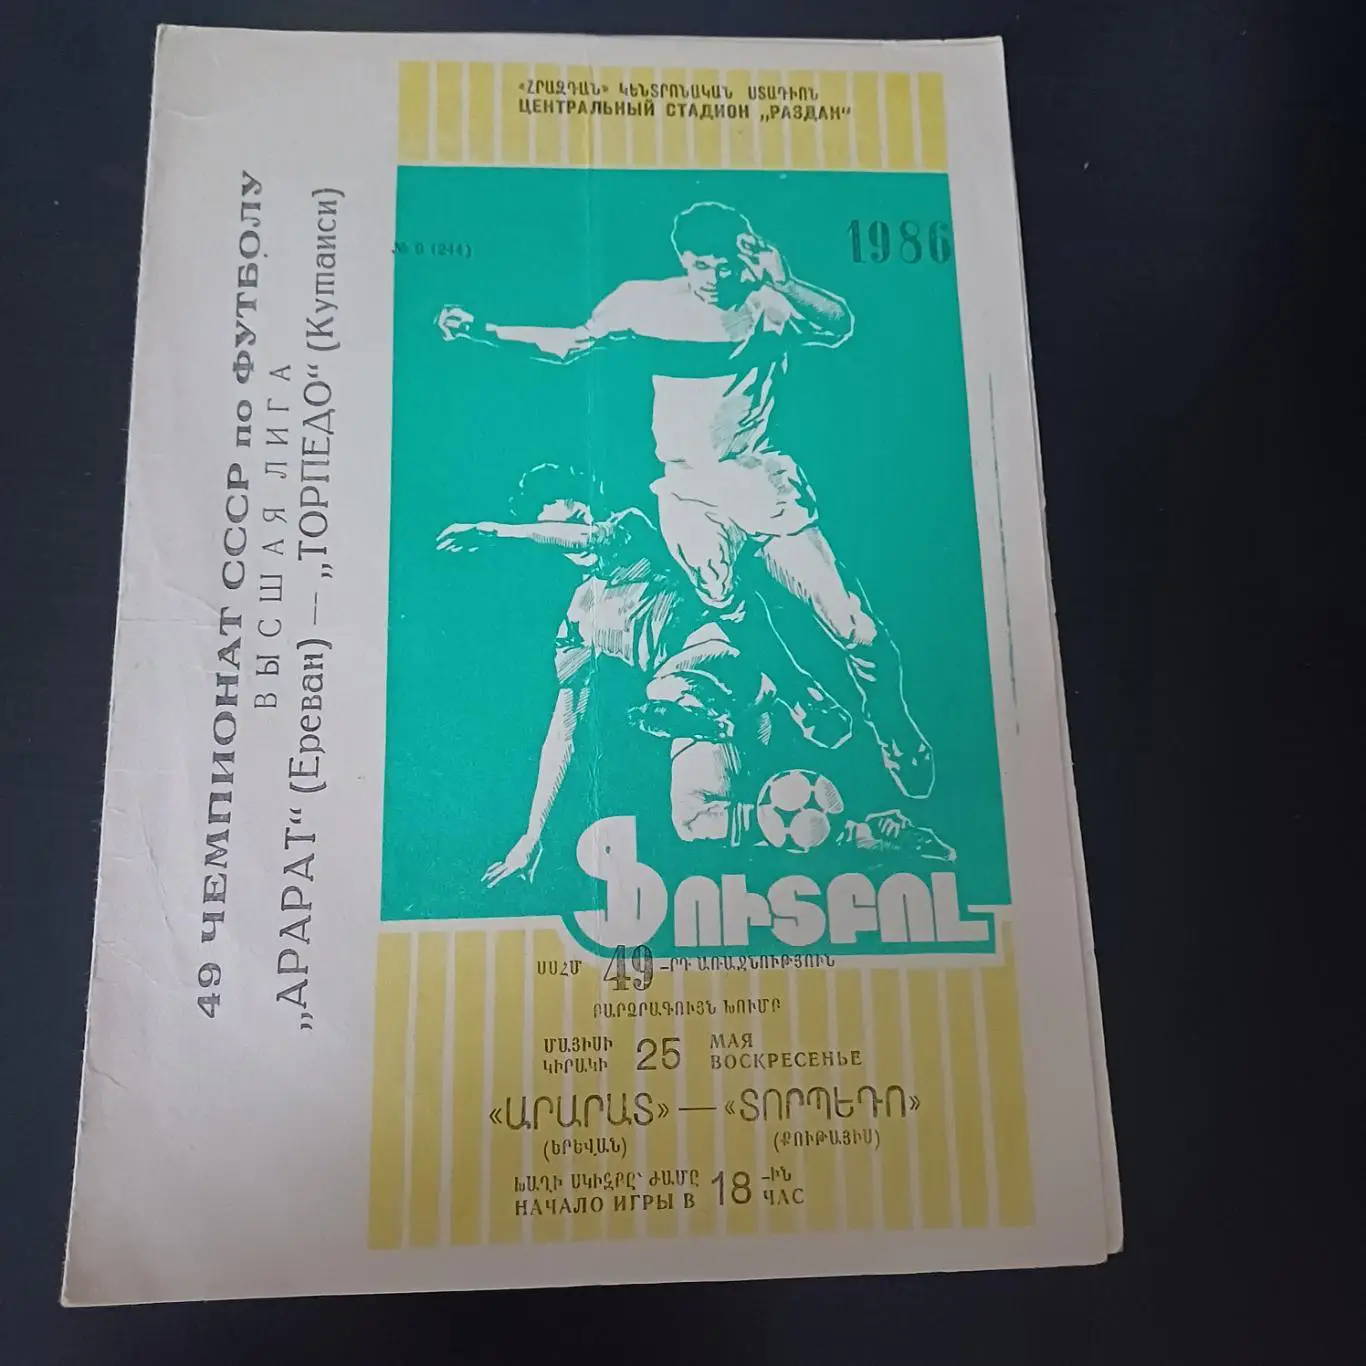 «ՀՐԱԶԴԱՆ» ԿԵՆՏՐՈՆԱԿԱՆ ՍՏԱԴԻՈՆ
ЦЕНТРАЛЬНЫЙ СТАДИОН „РАЗДАН“
(244)
1986
49 ЧЕМПИОНАТ СССР по ФУТБОЛУ
ВЫСШАЯ ЛИГА
„АРАРАТ“ (Ереван) — „ТОРПЕДО“ (Кутаиси)
ՖՈՒՏԲՈԼ
ՍՍՀՄ 49-ՐԴ ԱՌԱՋՆՈՒԹՅՈՒՆ
ԲԱՐՁՐԱԳՈՒՅՆ ԽՈՒՄԲ
ՄԱՅԻՍԻ 25 МАЯ
ԿԻՐԱԿԻ ВОСКРЕСЕНЬЕ
«ԱՐԱՐԱՏ» — «ՏՈՐՊԵԴՈ»
(ԵՐԵՎԱՆ) (ՔՈՒԹԱՅԻՍ)
ԽԱՂԻ ՍԿԻԶԲԸ՝ ԺԱՄԸ 18-ԻՆ
НАЧАЛО ИГРЫ В ЧАС